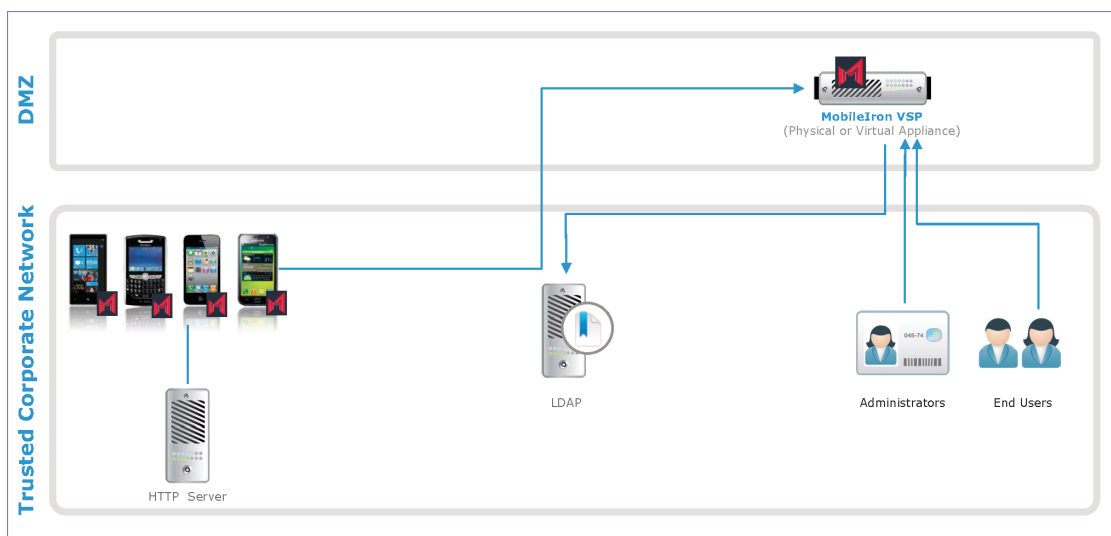 DMZ
MobileIron VSP
(Physical or Virtual Appliance)
Trusted Corporate Network
045-74
LDAP
Administrators
End Users
HTTP Server